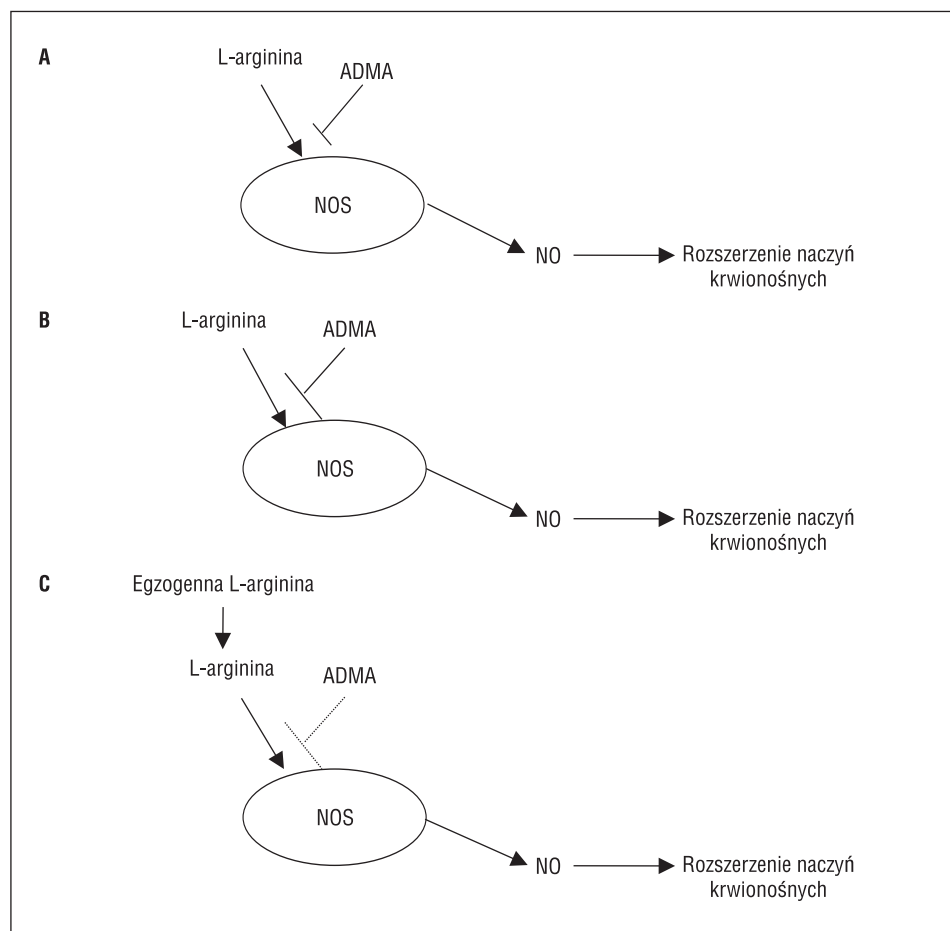 A
L-arginina
ADMA
NOS
NO
Rozszerzenie naczyń
krwionośnych
B
L-arginina
ADMA
NOS
NO
Rozszerzenie naczyń
krwionośnych
C
Egzogenna L-arginina
L-arginina
ADMA
NOS
NO
Rozszerzenie naczyń
krwionośnych